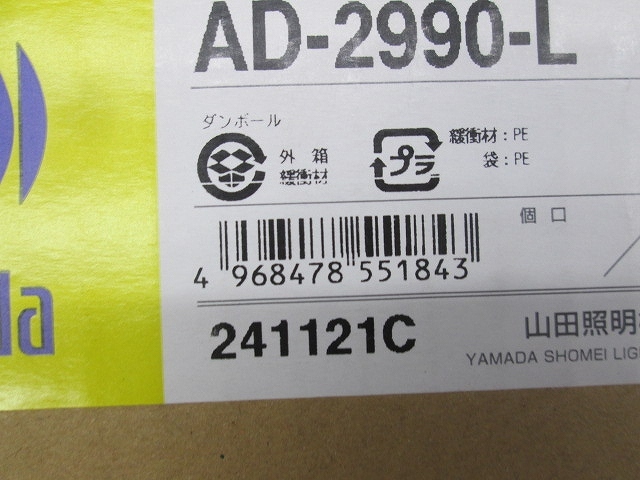 AD-2990-L
ダンボール
外箱
緩衝材
プラ
緩衝材：PE
袋：PE
個口
4 968478 551843
241121C
da
山田照明
YAMADA SHOMEI LIG